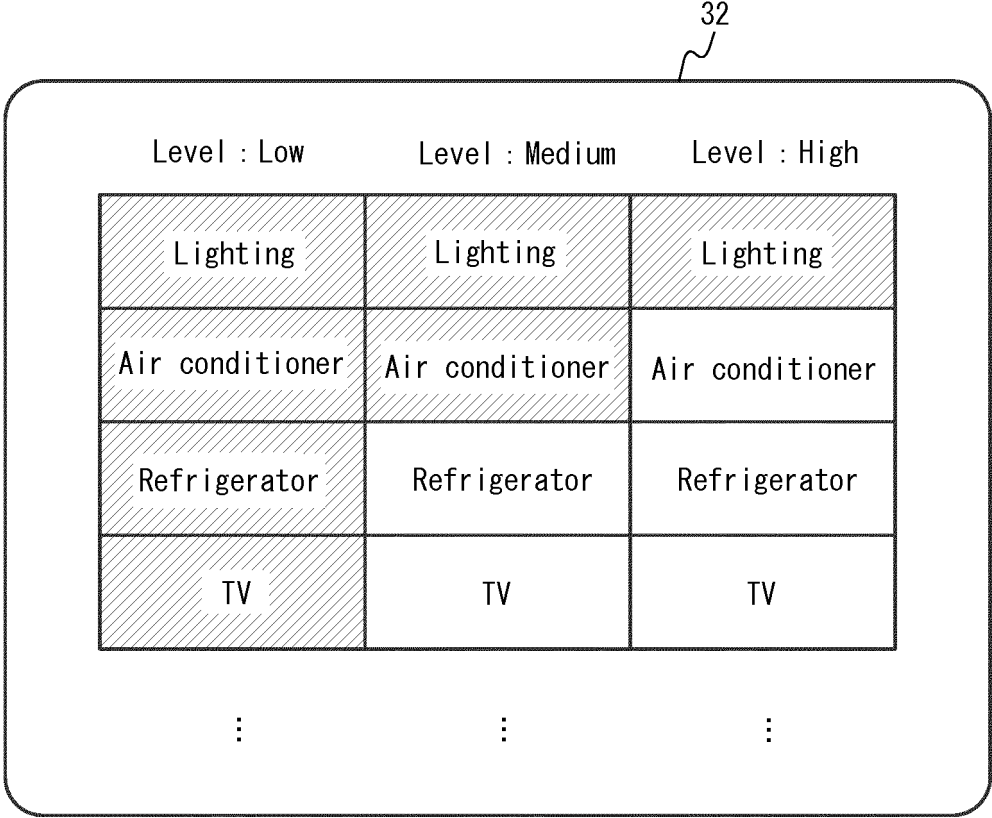 32
Level : Low Level : Medium Level : High
Lighting Lighting Lighting
Air conditioner Air conditioner Air conditioner
Refrigerator Refrigerator Refrigerator
TV TV TV
⋮ ⋮ ⋮